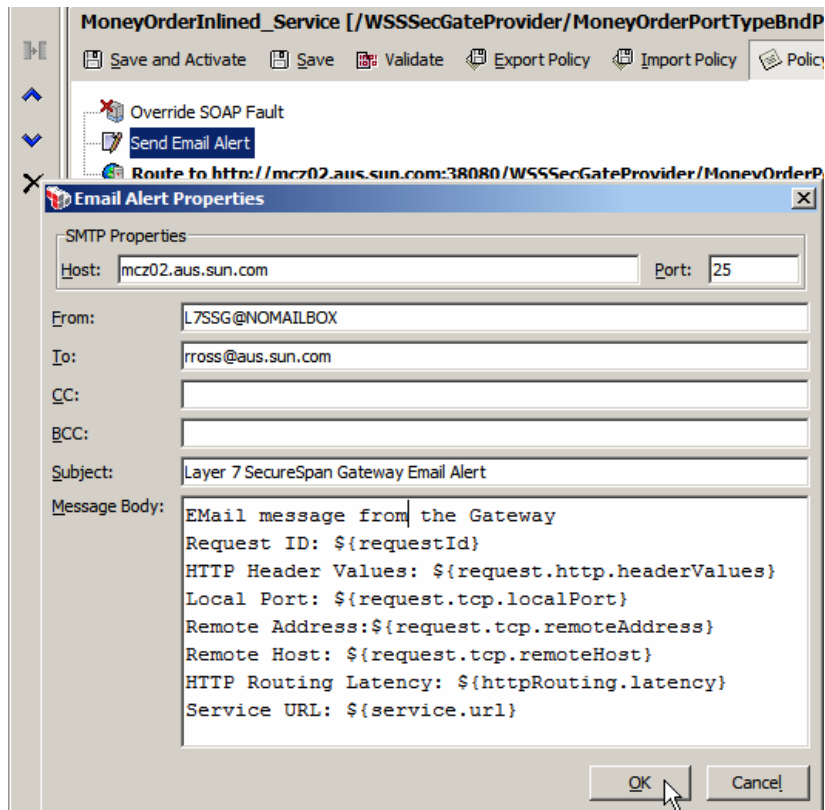 MoneyOrderInlined_Service [/WSSSecGateProvider/MoneyOrderPortTypeBndP
Save and Activate Save Validate Export Policy Import Policy Policy
Override SOAP Fault
Send Email Alert
Route to http://mcz02.aus.sun.com:38080/WSSSecGateProvider/MoneyOrderP
Email Alert Properties
SMTP Properties
Host: mcz02.aus.sun.com Port: 25
From: L7SSG@NOMAILBOX
To: rross@aus.sun.com
CC:
BCC:
Subject: Layer 7 SecureSpan Gateway Email Alert
Message Body: EMail message from the Gateway
Request ID: ${requestId}
HTTP Header Values: ${request.http.headerValues}
Local Port: ${request.tcp.localPort}
Remote Address:${request.tcp.remoteAddress}
Remote Host: ${request.tcp.remoteHost}
HTTP Routing Latency: ${httpRouting.latency}
Service URL: ${service.url}
OK Cancel